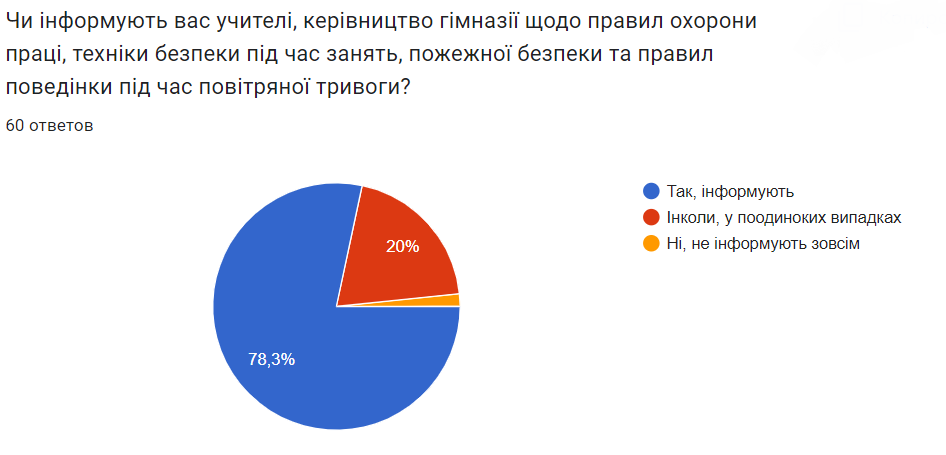 Чи інформують вас учителі, керівництво гімназії щодо правил охорони
праці, техніки безпеки під час занять, пожежної безпеки та правил
поведінки під час повітряної тривоги?
60 ответов
Так, інформують
Інколи, у поодиноких випадках
Ні, не інформують зовсім
20%
78,3%